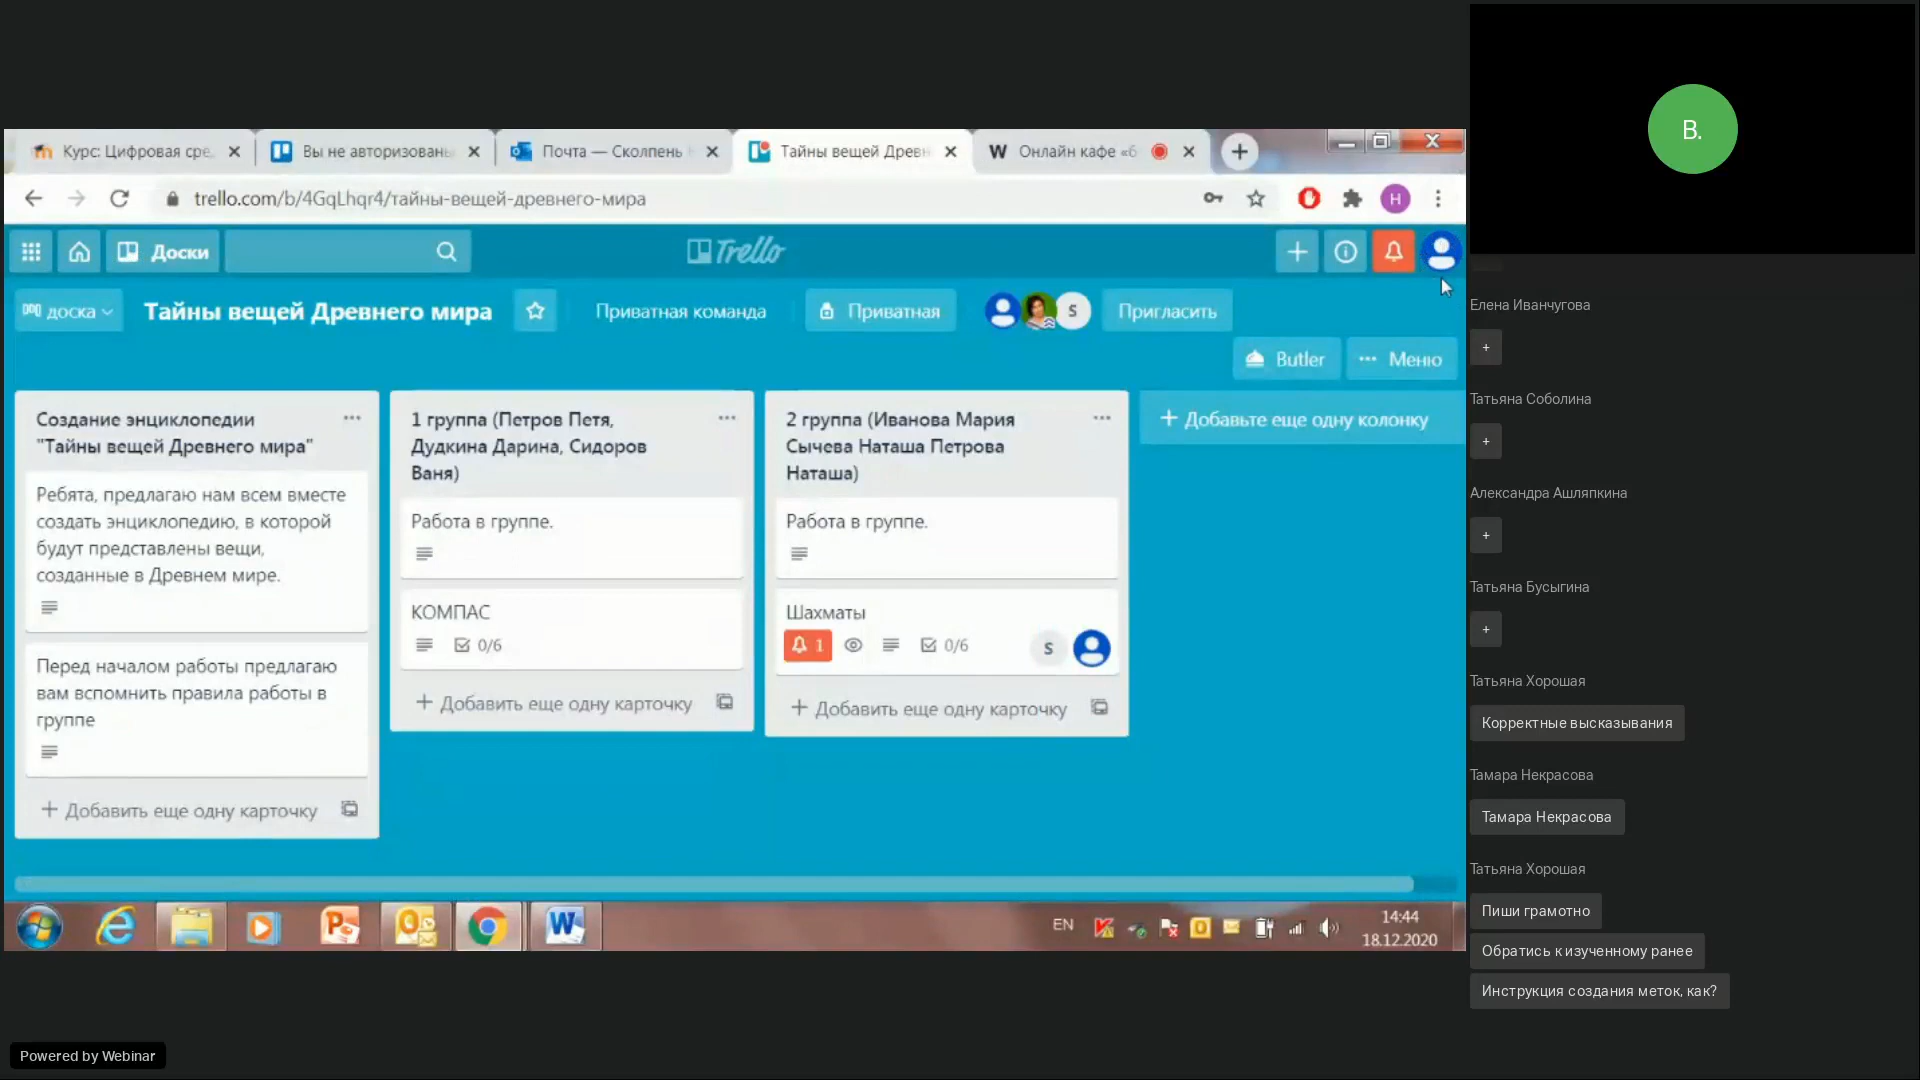 Курс: Цифровая сре
Вы не авторизованы
Почта — Сколпень
Тайны вещей Древн
W Онлайн кафе «б
trello.com/b/4GqLhqr4/тайны-вещей-древнего-мира
H
Доски
Trello
доска
Тайны вещей Древнего мира
Приватная команда
Приватная
S
Пригласить
Butler
Меню
Создание энциклопедии
"Тайны вещей Древнего мира"
Ребята, предлагаю нам всем вместе
создать энциклопедию, в которой
будут представлены вещи,
созданные в Древнем мире.
Перед началом работы предлагаю
вам вспомнить правила работы в
группе
+ Добавить еще одну карточку
1 группа (Петров Петя,
Дудкина Дарина, Сидоров
Ваня)
Работа в группе.
КОМПАС
0/6
+ Добавить еще одну карточку
2 группа (Иванова Мария
Сычева Наташа Петрова
Наташа)
Работа в группе.
Шахматы
1
0/6
S
+ Добавить еще одну карточку
+ Добавьте еще одну колонку
EN
14:44
18.12.2020
В.
Елена Иванчугова
+
Татьяна Соболина
+
Александра Ашляпкина
+
Татьяна Бусыгина
+
Татьяна Хорошая
Корректные высказывания
Тамара Некрасова
Тамара Некрасова
Татьяна Хорошая
Пиши грамотно
Обратись к изученному ранее
Инструкция создания меток, как?
Powered by Webinar